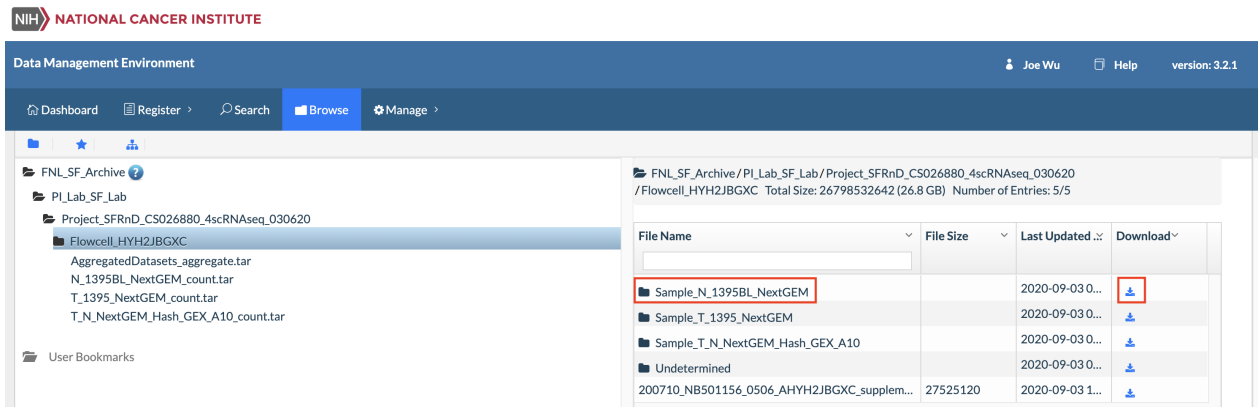 NIH NATIONAL CANCER INSTITUTE
Data Management Environment Joe Wu Help version: 3.2.1
Dashboard Register > Search Browse Manage >
FNL_SF_Archive ?
PI_Lab_SF_Lab
Project_SFRnD_CS026880_4scRNAseq_030620
Flowcell_HYH2JBGXC
AggregatedDatasets_aggregate.tar
N_1395BL_NextGEM_count.tar
T_1395_NextGEM_count.tar
T_N_NextGEM_Hash_GEX_A10_count.tar
User Bookmarks
FNL_SF_Archive/PI_Lab_SF_Lab/Project_SFRnD_CS026880_4scRNAseq_030620
/Flowcell_HYH2JBGXC Total Size: 26798532642 (26.8 GB) Number of Entries: 5/5
File Name File Size Last Updated ... Download
Sample_N_1395BL_NextGEM 2020-09-03 0...
Sample_T_1395_NextGEM 2020-09-03 0...
Sample_T_N_NextGEM_Hash_GEX_A10 2020-09-03 0...
Undetermined 2020-09-03 0...
200710_NB501156_0506_AHYH2JBGXC_supplem... 27525120 2020-09-03 1...